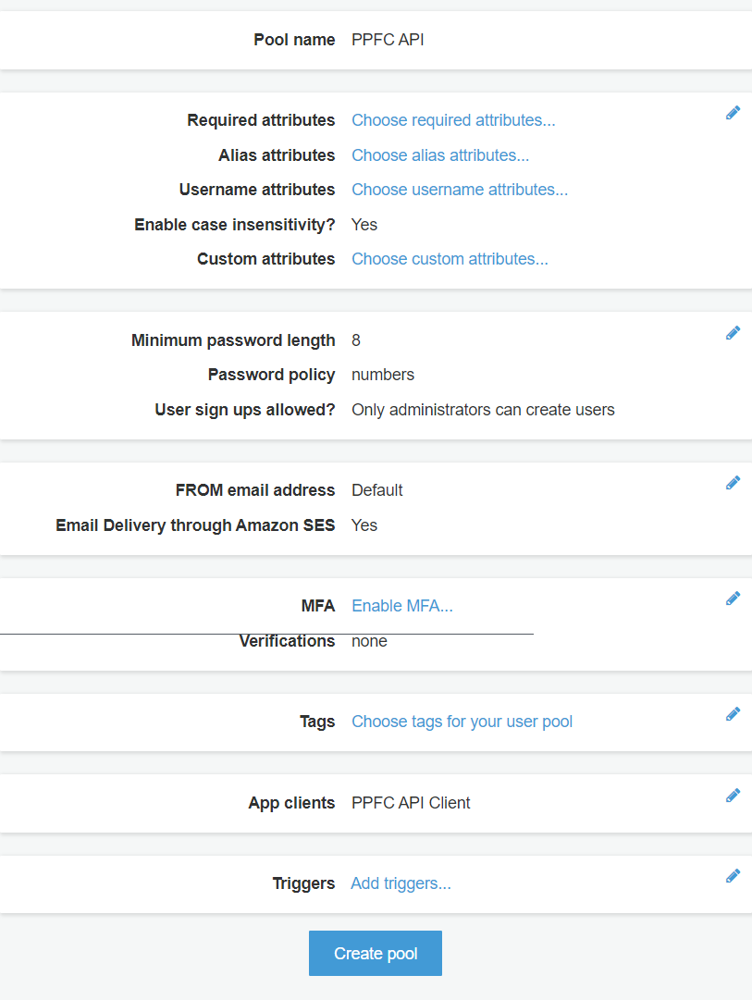 Pool name PPFC API
Required attributes Choose required attributes...
Alias attributes Choose alias attributes...
Username attributes Choose username attributes...
Enable case insensitivity? Yes
Custom attributes Choose custom attributes...
Minimum password length 8
Password policy numbers
User sign ups allowed? Only administrators can create users
FROM email address Default
Email Delivery through Amazon SES Yes
MFA Enable MFA...
Verifications none
Tags Choose tags for your user pool
App clients PPFC API Client
Triggers Add triggers...
Create pool